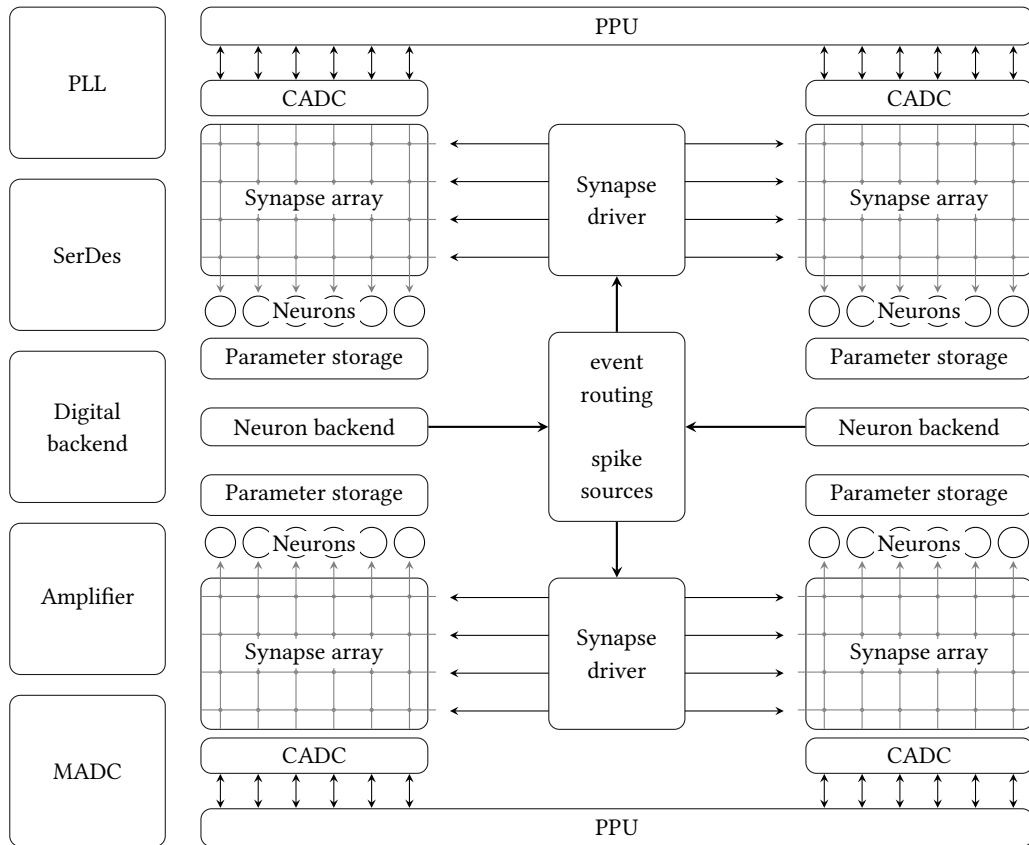 PLL
SerDes
Digital
backend
Amplifier
MADC
PPU
CADC
CADC
Synapse array
Synapse
driver
Synapse array
Neurons
Neurons
Parameter storage
event
routing
Parameter storage
Neuron backend
Neuron backend
spike
sources
Parameter storage
Parameter storage
Neurons
Neurons
Synapse array
Synapse
driver
Synapse array
CADC
CADC
PPU